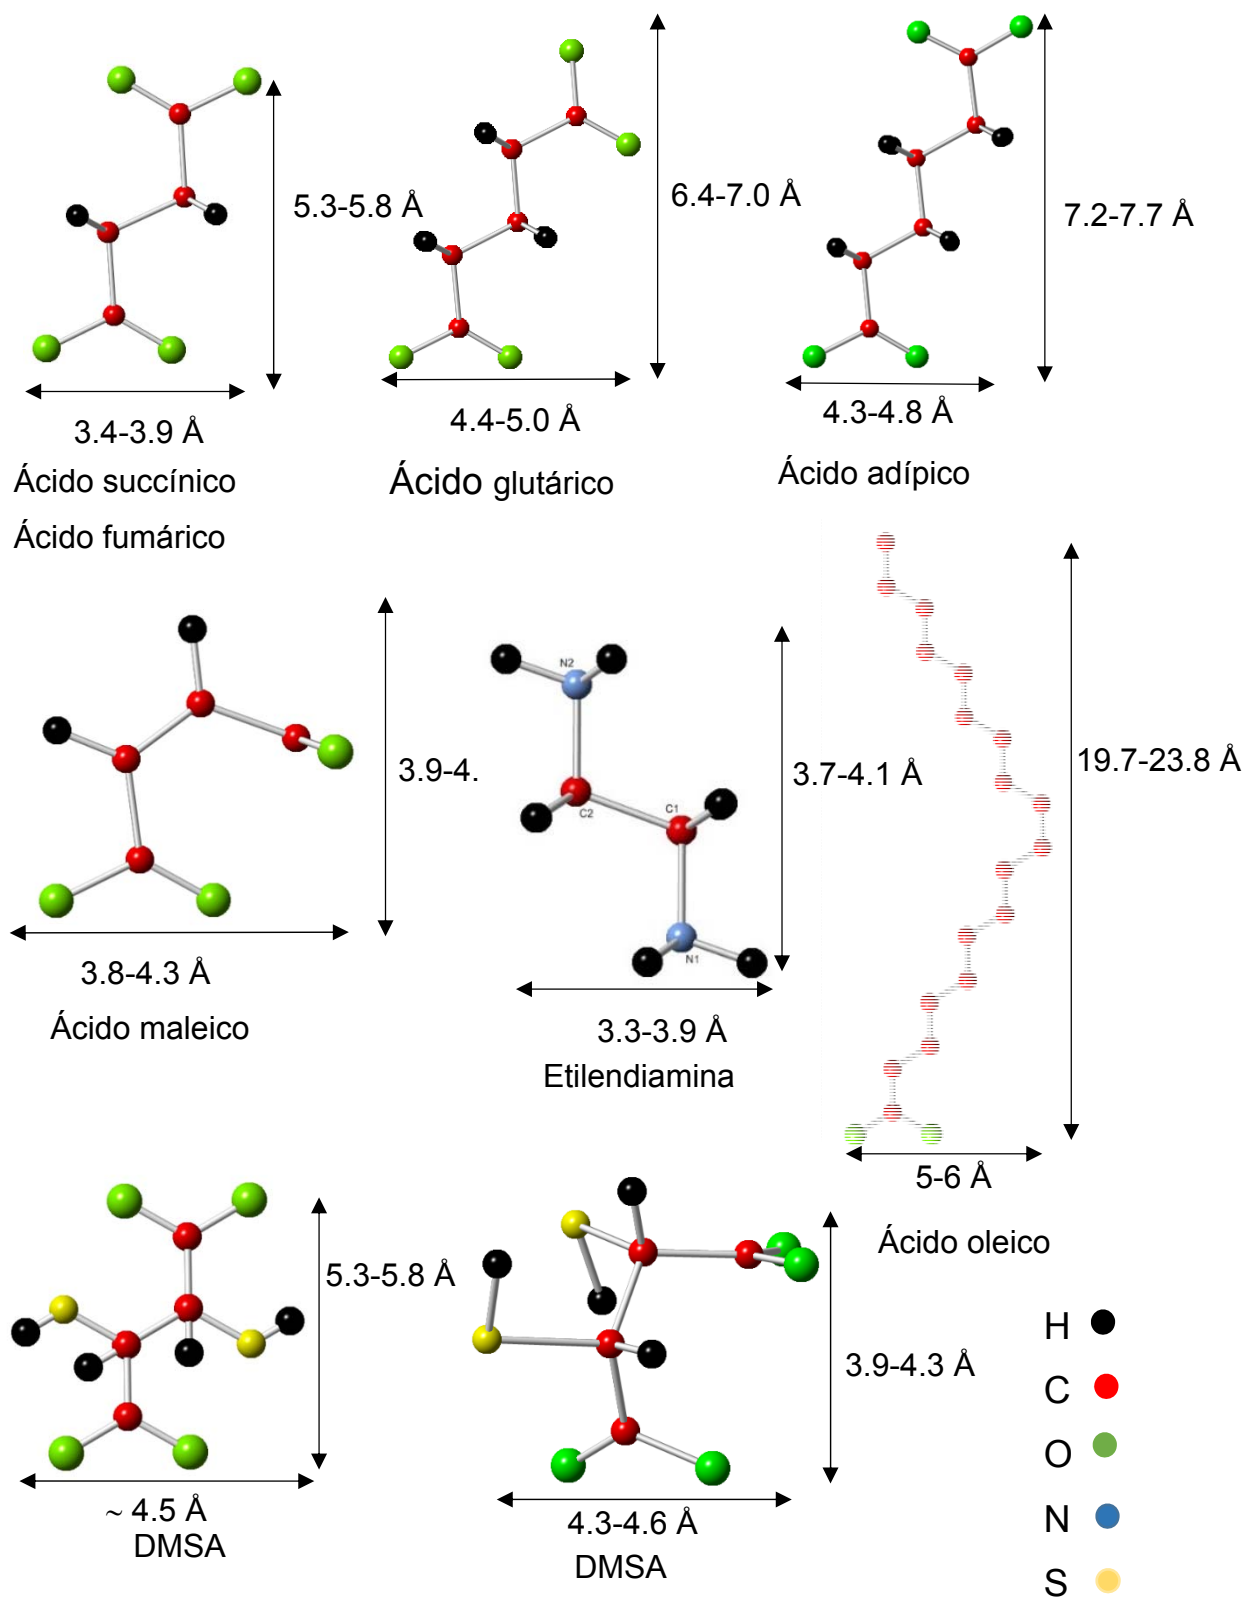 5.3-5.8 Å
6.4-7.0 Å
7.2-7.7 Å
3.4-3.9 Å
4.4-5.0 Å
4.3-4.8 Å
Ácido succínico
Ácido glutárico
Ácido adípico
Ácido fumárico
N2
C2
C1
N1
3.9-4.
3.7-4.1 Å
19.7-23.8 Å
3.8-4.3 Å
3.3-3.9 Å
Ácido maleico
Etilendiamina
5-6 Å
Ácido oleico
5.3-5.8 Å
3.9-4.3 Å
~ 4.5 Å
DMSA
4.3-4.6 Å
DMSA
H
C
O
N
S